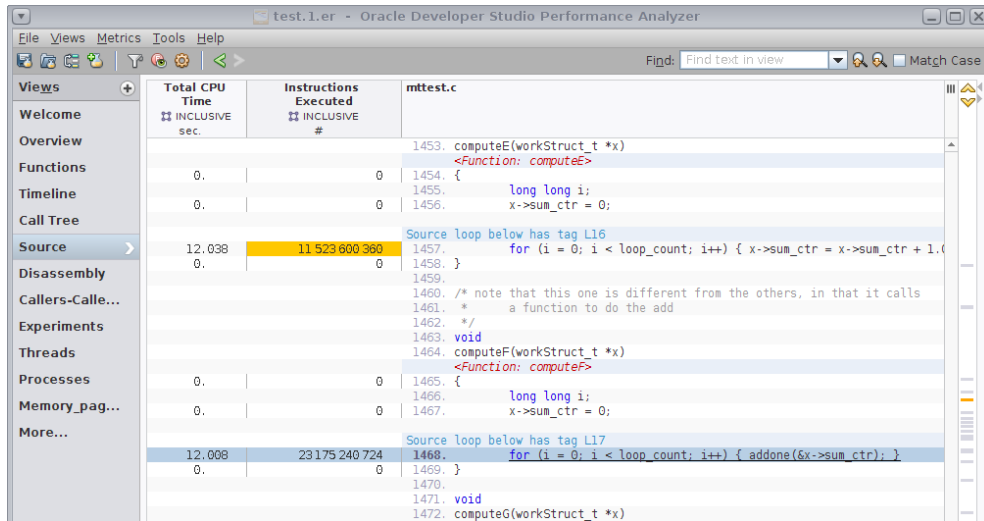 test.1.er - Oracle Developer Studio Performance Analyzer
File Views Metrics Tools Help
Find: Find text in view Match Case
Views
Welcome
Overview
Functions
Timeline
Call Tree
Source
Disassembly
Callers-Calle...
Experiments
Threads
Processes
Memory_pag...
More...
Total CPU Time INCLUSIVE sec.
Instructions Executed INCLUSIVE #
mttest.c
1453. computeE(workStruct_t *x)
<Function: computeE>
0. 0 1454. {
1455. long long i;
0. 0 1456. x->sum_ctr = 0;
Source loop below has tag L16
12.038 11 523 600 360 1457. for (i = 0; i < loop_count; i++) { x->sum_ctr = x->sum_ctr + 1.0
0. 0 1458. }
1459.
1460. /* note that this one is different from the others, in that it calls
1461. * a function to do the add
1462. */
1463. void
1464. computeF(workStruct_t *x)
<Function: computeF>
0. 0 1465. {
1466. long long i;
0. 0 1467. x->sum_ctr = 0;
Source loop below has tag L17
12.008 23 175 240 724 1468. for (i = 0; i < loop_count; i++) { addone(&x->sum_ctr); }
0. 0 1469. }
1470.
1471. void
1472. computeG(workStruct_t *x)